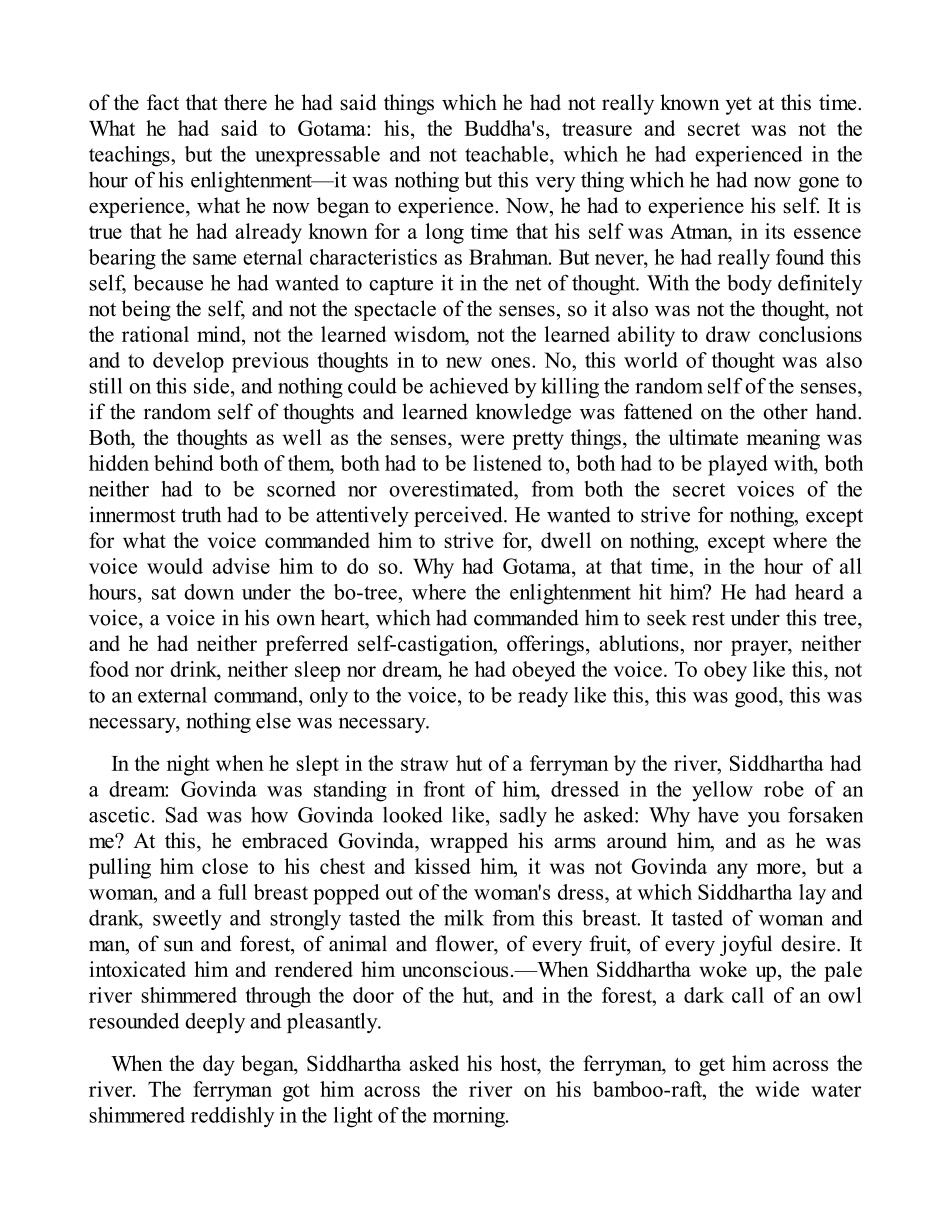 of the fact that there he had said things which he had not really known yet at this time.
What he had said to Gotama: his, the Buddha's, treasure and secret was not the
teachings, but the unexpressable and not teachable, which he had experienced in the
hour of his enlightenment—it was nothing but this very thing which he had now gone to
experience, what he now began to experience. Now, he had to experience his self. It is
true that he had already known for a long time that his self was Atman, in its essence
bearing the same eternal characteristics as Brahman. But never, he had really found this
self, because he had wanted to capture it in the net of thought. With the body definitely
not being the self, and not the spectacle of the senses, so it also was not the thought, not
the rational mind, not the learned wisdom, not the learned ability to draw conclusions
and to develop previous thoughts in to new ones. No, this world of thought was also
still on this side, and nothing could be achieved by killing the random self of the senses,
if the random self of thoughts and learned knowledge was fattened on the other hand.
Both, the thoughts as well as the senses, were pretty things, the ultimate meaning was
hidden behind both of them, both had to be listened to, both had to be played with, both
neither had to be scorned nor overestimated, from both the secret voices of the
innermost truth had to be attentively perceived. He wanted to strive for nothing, except
for what the voice commanded him to strive for, dwell on nothing, except where the
voice would advise him to do so. Why had Gotama, at that time, in the hour of all
hours, sat down under the bo-tree, where the enlightenment hit him? He had heard a
voice, a voice in his own heart, which had commanded him to seek rest under this tree,
and he had neither preferred self-castigation, offerings, ablutions, nor prayer, neither
food nor drink, neither sleep nor dream, he had obeyed the voice. To obey like this, not
to an external command, only to the voice, to be ready like this, this was good, this was
necessary, nothing else was necessary.
In the night when he slept in the straw hut of a ferryman by the river, Siddhartha had
a dream: Govinda was standing in front of him, dressed in the yellow robe of an
ascetic. Sad was how Govinda looked like, sadly he asked: Why have you forsaken
me? At this, he embraced Govinda, wrapped his arms around him, and as he was
pulling him close to his chest and kissed him, it was not Govinda any more, but a
woman, and a full breast popped out of the woman's dress, at which Siddhartha lay and
drank, sweetly and strongly tasted the milk from this breast. It tasted of woman and
man, of sun and forest, of animal and flower, of every fruit, of every joyful desire. It
intoxicated him and rendered him unconscious.—When Siddhartha woke up, the pale
river shimmered through the door of the hut, and in the forest, a dark call of an owl
resounded deeply and pleasantly.
When the day began, Siddhartha asked his host, the ferryman, to get him across the
river. The ferryman got him across the river on his bamboo-raft, the wide water
shimmered reddishly in the light of the morning.